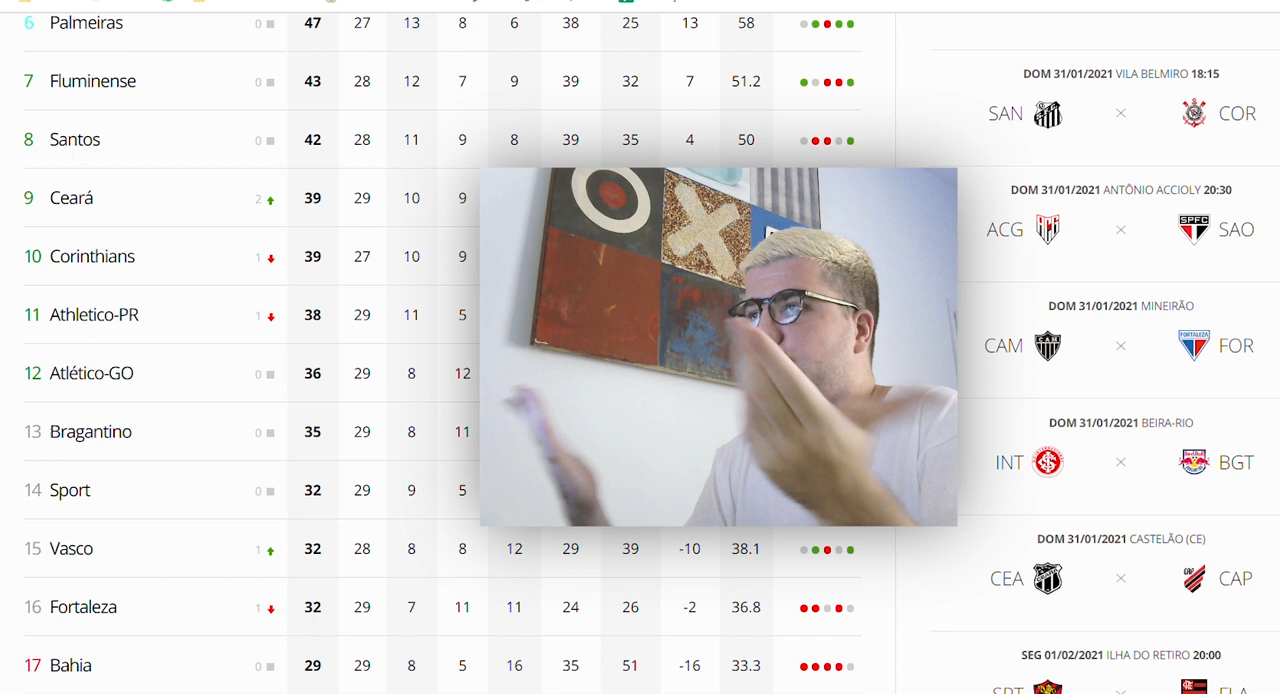 6 Palmeiras 0 47 27 13 8 6 38 25 13 58
7 Fluminense 0 43 28 12 7 9 39 32 7 51.2
8 Santos 0 42 28 11 9 8 39 35 4 50
9 Ceará 2 39 29 10 9
10 Corinthians 1 39 27 10 9
11 Athletico-PR 1 38 29 11 5
12 Atlético-GO 0 36 29 8 12
13 Bragantino 0 35 29 8 11
14 Sport 0 32 29 9 5
15 Vasco 1 32 28 8 8 12 29 39 -10 38.1
16 Fortaleza 1 32 29 7 11 11 24 26 -2 36.8
17 Bahia 0 29 29 8 5 16 35 51 -16 33.3
DOM 31/01/2021 VILA BELMIRO 18:15
SAN × COR
DOM 31/01/2021 ANTÔNIO ACCIOLY 20:30
ACG × SPFC SAO
DOM 31/01/2021 MINEIRÃO
CAM CAM × FORTALEZA FOR
DOM 31/01/2021 BEIRA-RIO
INT × BGT
DOM 31/01/2021 CASTELÃO (CE)
CEA × CAP CAP
SEG 01/02/2021 ILHA DO RETIRO 20:00
SPT × FLA